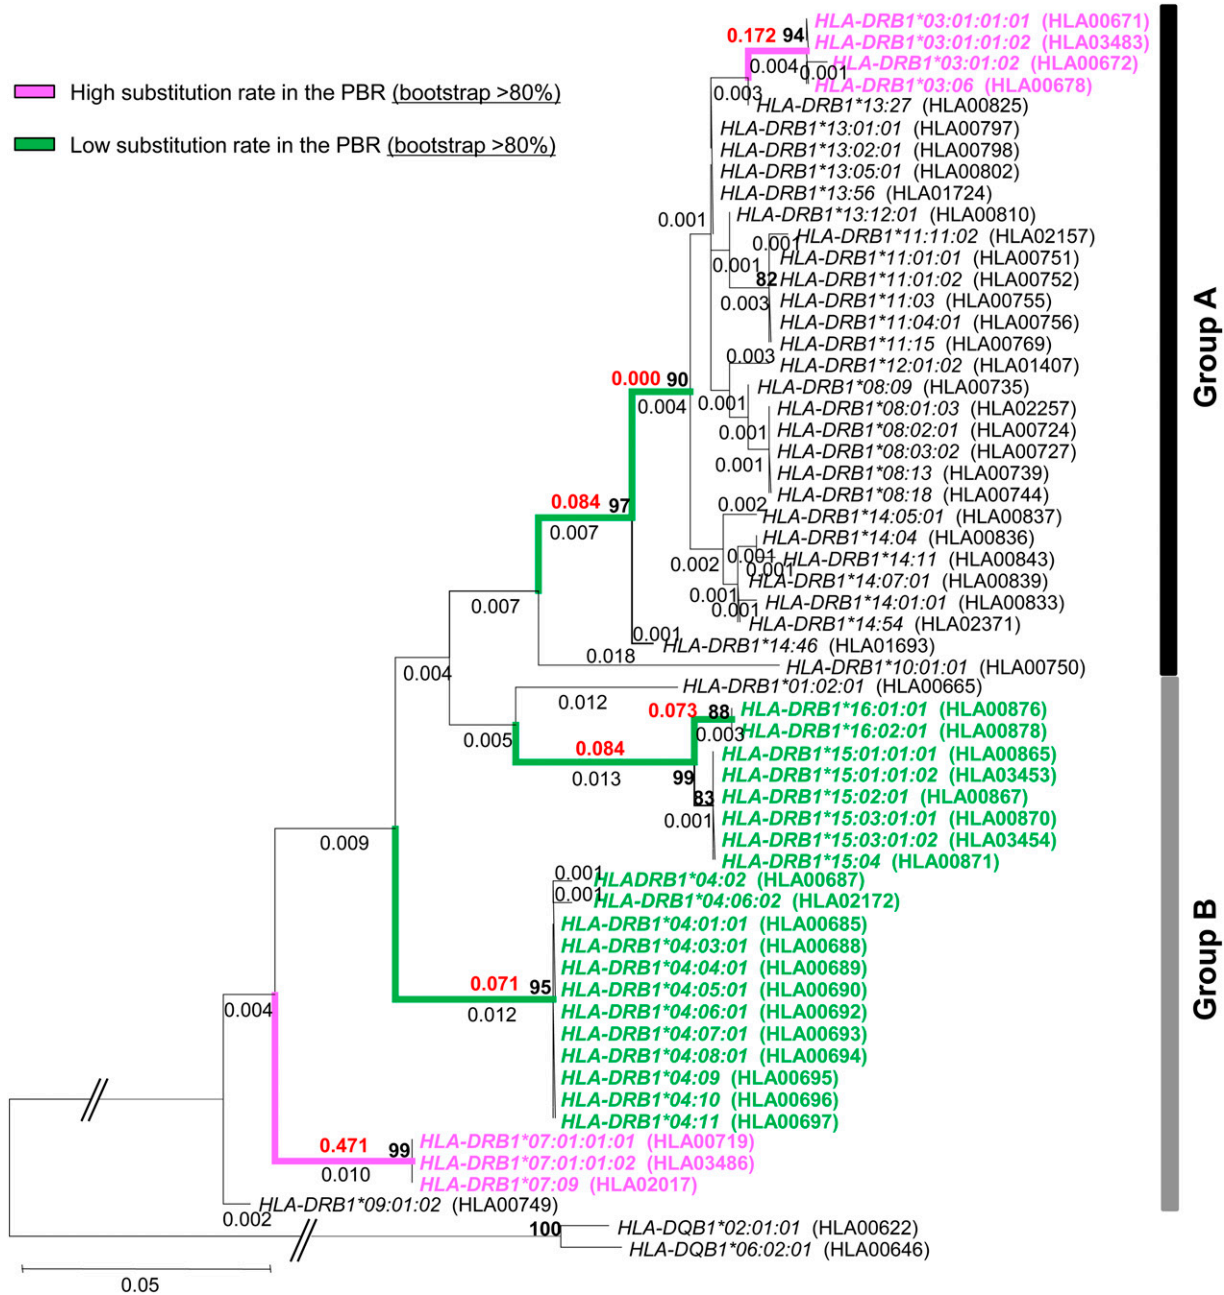 HLA-DRB1*03:01:01:01 (HLA00671)
0.172 94
HLA-DRB1*03:01:01:02 (HLA03483)
HLA-DRB1*03:01:02 (HLA00672)
0.004 0.001
High substitution rate in the PBR (bootstrap >80%)
HLA-DRB1*03:06 (HLA00678)
0.003
HLA-DRB1*13:27 (HLA00825)
HLA-DRB1*13:01:01 (HLA00797)
Low substitution rate in the PBR (bootstrap >80%)
HLA-DRB1*13:02:01 (HLA00798)
HLA-DRB1*13:05:01 (HLA00802)
HLA-DRB1*13:56 (HLA01724)
0.001
HLA-DRB1*13:12:01 (HLA00810)
0.001
HLA-DRB1*11:11:02 (HLA02157)
HLA-DRB1*11:01:01 (HLA00751)
0.001
82
HLA-DRB1*11:01:02 (HLA00752)
0.003
HLA-DRB1*11:03 (HLA00755)
HLA-DRB1*11:04:01 (HLA00756)
HLA-DRB1*11:15 (HLA00769)
0.003
HLA-DRB1*12:01:02 (HLA01407)
0.000 90
HLA-DRB1*08:09 (HLA00735)
0.004 0.001
HLA-DRB1*08:01:03 (HLA02257)
0.001
HLA-DRB1*08:02:01 (HLA00724)
HLA-DRB1*08:03:02 (HLA00727)
0.001
HLA-DRB1*08:13 (HLA00739)
HLA-DRB1*08:18 (HLA00744)
0.084 97
0.002
HLA-DRB1*14:05:01 (HLA00837)
0.007
HLA-DRB1*14:04 (HLA00836)
0.001
HLA-DRB1*14:11 (HLA00843)
0.002 0.001
HLA-DRB1*14:07:01 (HLA00839)
0.001
HLA-DRB1*14:01:01 (HLA00833)
0.007
0.001
HLA-DRB1*14:54 (HLA02371)
0.001
HLA-DRB1*14:46 (HLA01693)
0.018
HLA-DRB1*10:01:01 (HLA00750)
Group A
0.004
HLA-DRB1*01:02:01 (HLA00665)
0.012
0.073 88
HLA-DRB1*16:01:01 (HLA00876)
0.003
HLA-DRB1*16:02:01 (HLA00878)
0.005
0.084
HLA-DRB1*15:01:01:01 (HLA00865)
0.013
99
HLA-DRB1*15:01:01:02 (HLA03453)
83
HLA-DRB1*15:02:01 (HLA00867)
0.001
HLA-DRB1*15:03:01:01 (HLA00870)
0.009
HLA-DRB1*15:03:01:02 (HLA03454)
HLA-DRB1*15:04 (HLA00871)
0.001
HLADRB1*04:02 (HLA00687)
0.001
HLA-DRB1*04:06:02 (HLA02172)
HLA-DRB1*04:01:01 (HLA00685)
HLA-DRB1*04:03:01 (HLA00688)
HLA-DRB1*04:04:01 (HLA00689)
0.071 95
HLA-DRB1*04:05:01 (HLA00690)
0.012
HLA-DRB1*04:06:01 (HLA00692)
0.004
HLA-DRB1*04:07:01 (HLA00693)
HLA-DRB1*04:08:01 (HLA00694)
HLA-DRB1*04:09 (HLA00695)
HLA-DRB1*04:10 (HLA00696)
HLA-DRB1*04:11 (HLA00697)
Group B
0.471 99
HLA-DRB1*07:01:01:01 (HLA00719)
HLA-DRB1*07:01:01:02 (HLA03486)
0.010
HLA-DRB1*07:09 (HLA02017)
HLA-DRB1*09:01:02 (HLA00749)
0.002
100
HLA-DQB1*02:01:01 (HLA00622)
HLA-DQB1*06:02:01 (HLA00646)
0.05